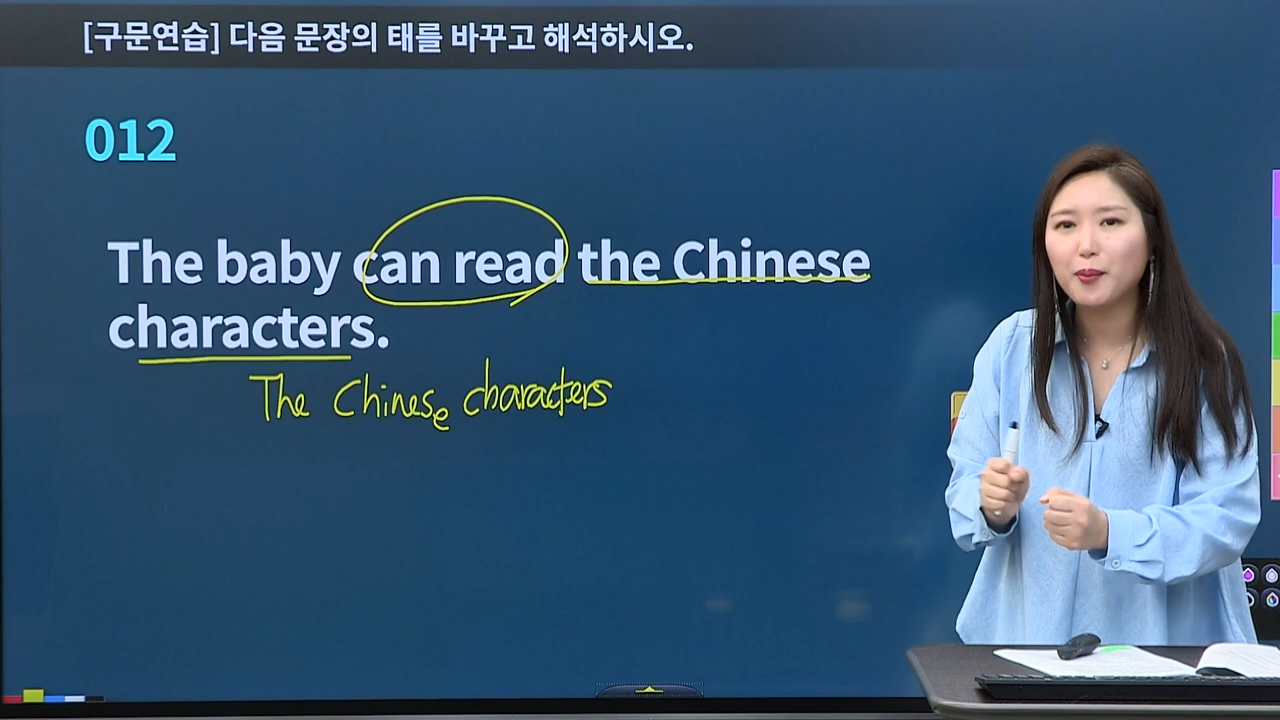 [구문연습] 다음 문장의 태를 바꾸고 해석하시오.
012
The baby can read the Chinese
characters.
The Chinese characters